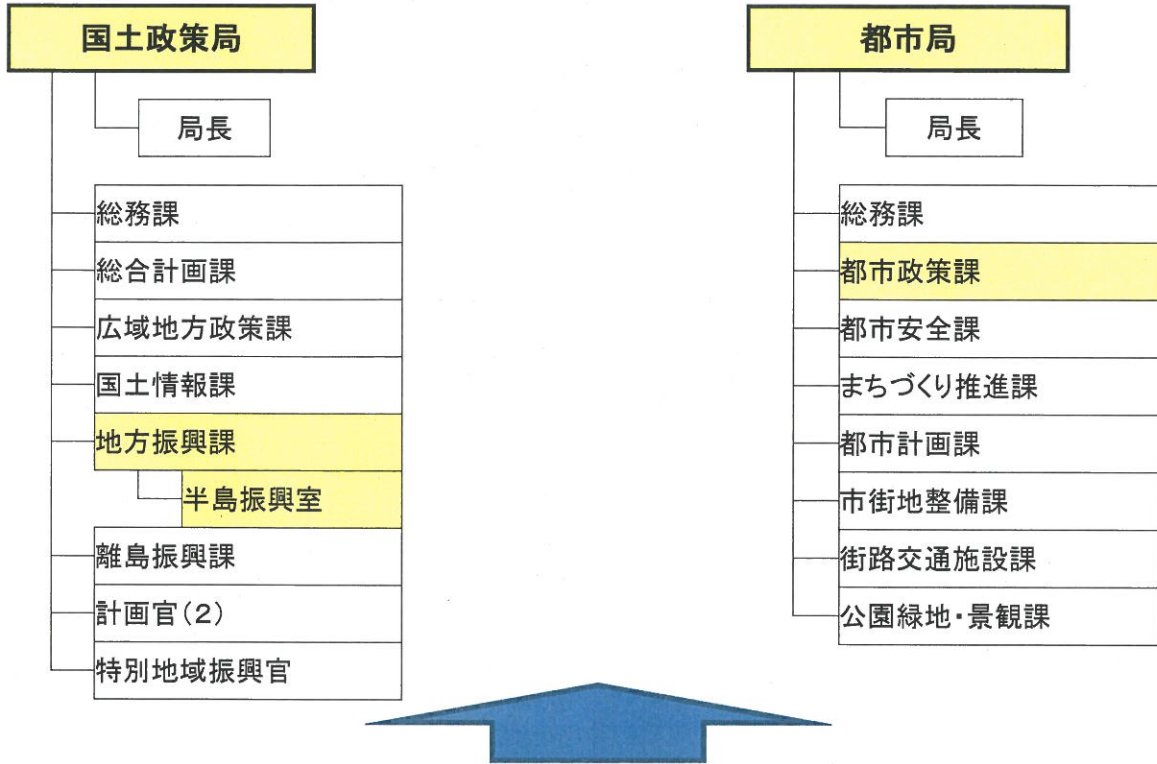 国土政策局
局長
総務課
総合計画課
広域地方政策課
国土情報課
地方振興課
半島振興室
離島振興課
計画官(2)
特別地域振興官
都市局
局長
総務課
都市政策課
都市安全課
まちづくり推進課
都市計画課
市街地整備課
街路交通施設課
公園緑地・景観課